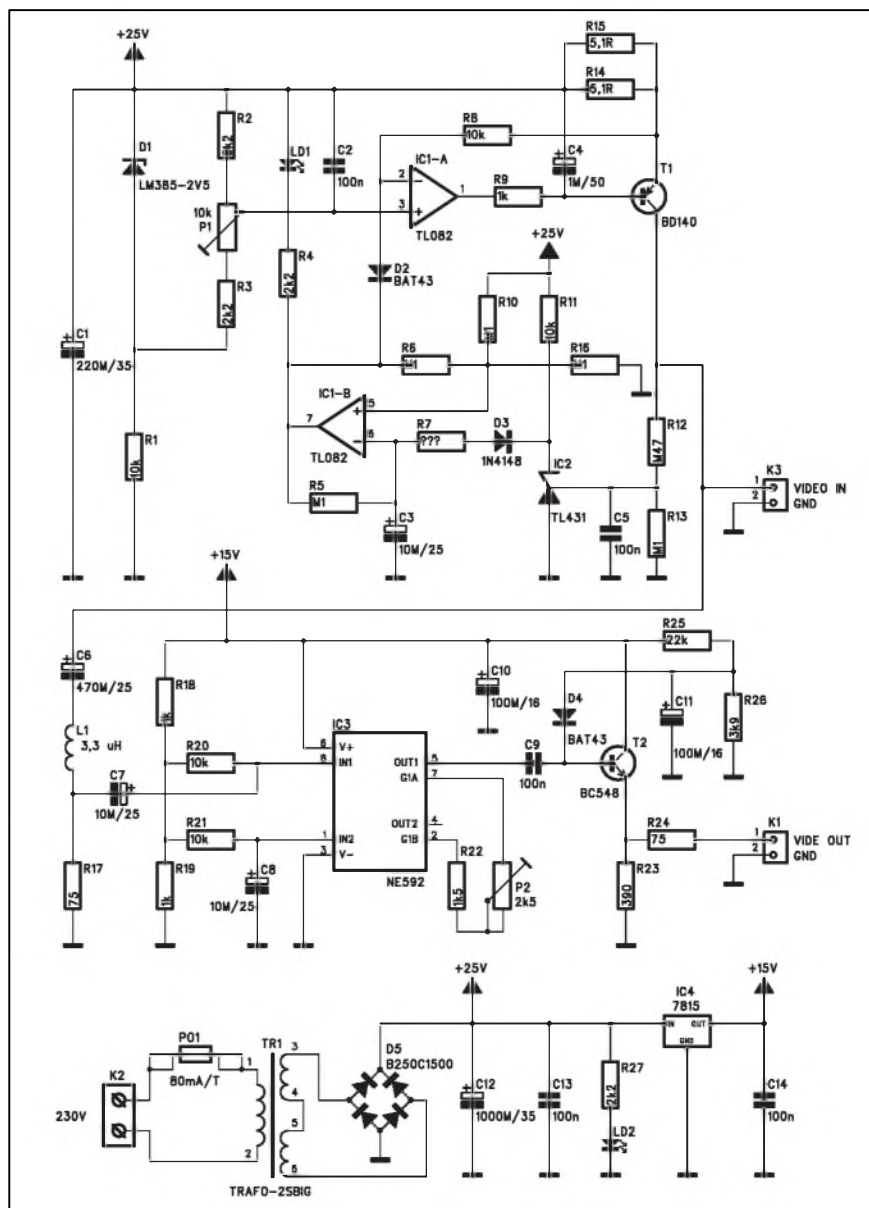 +25V
R15
5,1R
R14
5,1R
R2
8k2
R8
10k
D1
LM385-2V5
LD1
C2
100n
IC1-A
2
3
1
TL082
R9
1k
C4
1M/50
T1
BD140
10k
P1
+25V
R4
2k2
D2
BAT43
R3
2k2
R10
M1
R11
10k
C1
220M/35
R6
M1
R16
M1
IC1-B
7
5
6
TL082
R7
???
D3
1N4148
R12
M47
R1
10k
IC2
TL431
K3
1
2
VIDEO IN
GND
R5
M1
C3
10M/25
C5
100n
R13
M1
+15V
R25
22k
C6
470M/25
R18
1k
C10
100M/16
D4
BAT43
C11
100M/16
R26
3k9
L1
3,3 uH
IC3
R20
10k
6
8
V+
IN1
OUT1
G1A
5
7
C9
100n
T2
BC548
C7
10M/25
R21
10k
1
3
IN2
V-
OUT2
G1B
4
2
R24
75
K1
1
2
VIDE OUT
GND
R17
75
R19
1k
C8
10M/25
NE592
R22
1k5
P2
2k5
R23
390
+25V
+15V
IC4
7815
IN
OUT
GND
PO1
80mA/T
TR1
1
2
3
4
5
6
D5
B250C1500
K2
230V
C12
1000M/35
C13
100n
R27
2k2
LD2
C14
100n
TRAFO-2SBIG